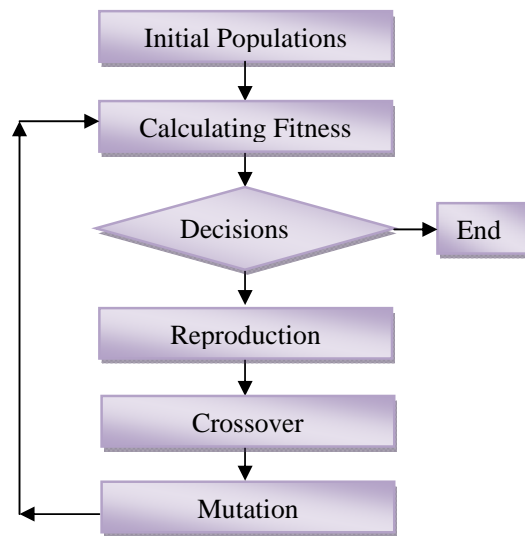 Initial Populations
Calculating Fitness
Decisions
End
Reproduction
Crossover
Mutation